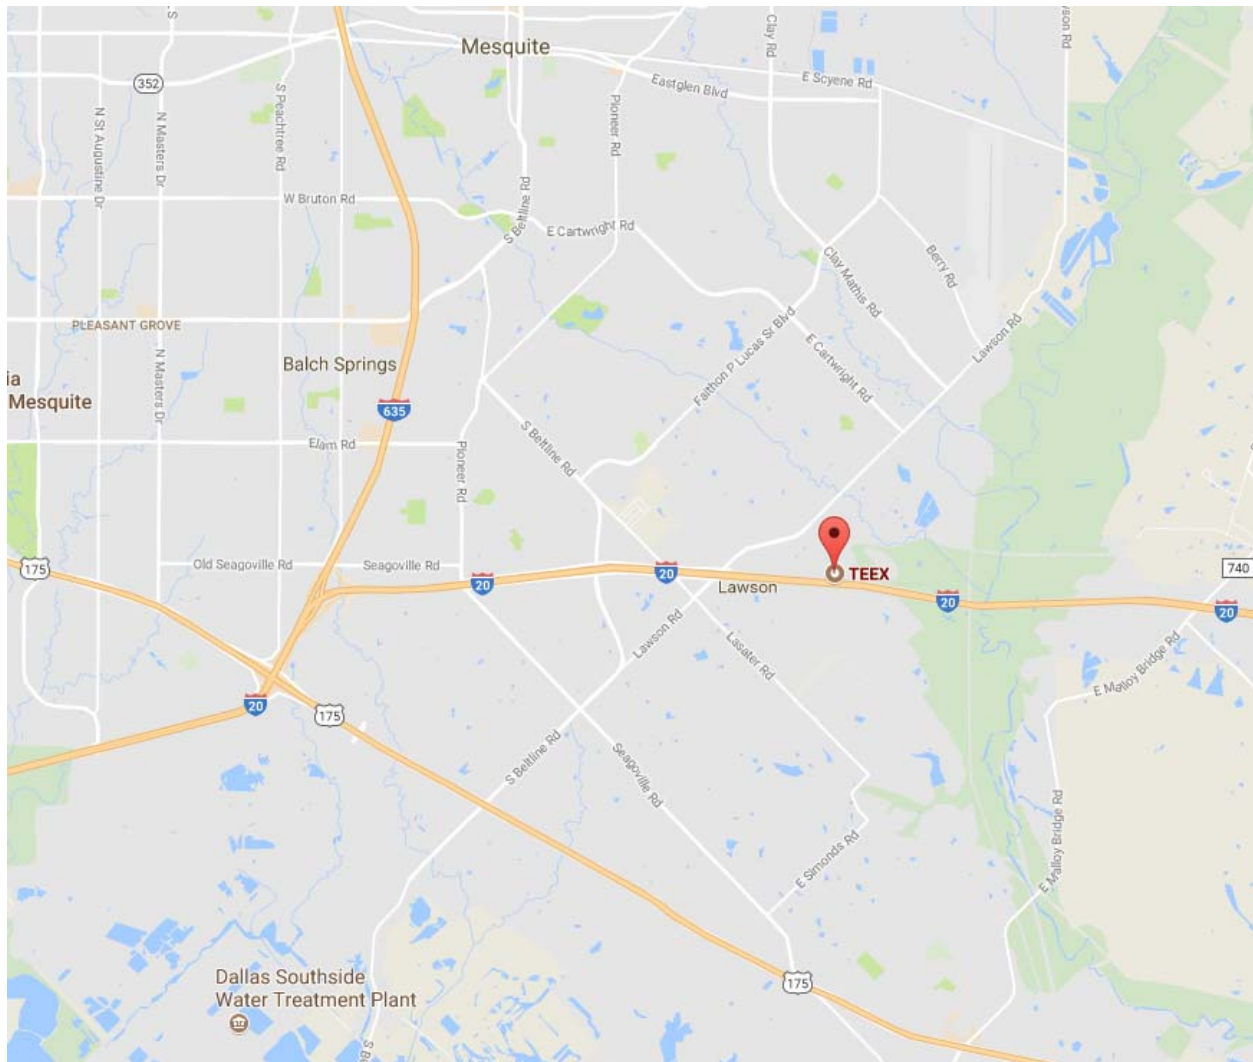 S
Clay Rd
son Rd
Mesquite
E Scyene Rd
352
Eastglen Blvd
S Peachtree Rd
Pioneer Rd
N St Augustine Dr
N Masters Dr
W Bruton Rd
S Beltline Rd
E Cartwright Rd
Clay Mathis Rd
Berry Rd
PLEASANT GROVE
Faithon P Lucas Sr Blvd
Lawson Rd
E Cartwright Rd
Balch Springs
ia
Mesquite
N Masters Dr
635
S Beltline Rd
Elam Rd
Pioneer Rd
Old Seagoville Rd
Seagoville Rd
175
20
20
TEEX
Lawson
740
20
20
Lawson Rd
Lasater Rd
E Malloy Bridge Rd
20
175
S Beltline Rd
Seagoville Rd
E Malloy Bridge Rd
E Simonds Rd
Dallas Southside
Water Treatment Plant
175
S Be